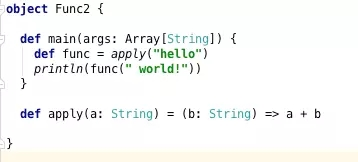 object Func2 {
def main(args: Array[String]) {
def func = apply("hello")
println(func(" world!"))
}
def apply(a: String) = (b: String) => a + b
}